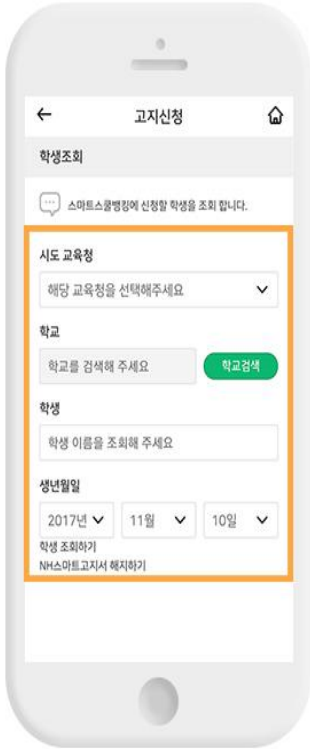 고지신청
학생조회
스마트스쿨뱅킹에 신청할 학생을 조회 합니다.
시도 교육청
해당 교육청을 선택해주세요
학교
학교를 검색해 주세요 학교검색
학생
학생 이름을 조회해 주세요
생년월일
2017년 11월 10일
학생 조회하기
NH스마트고지서 해지하기